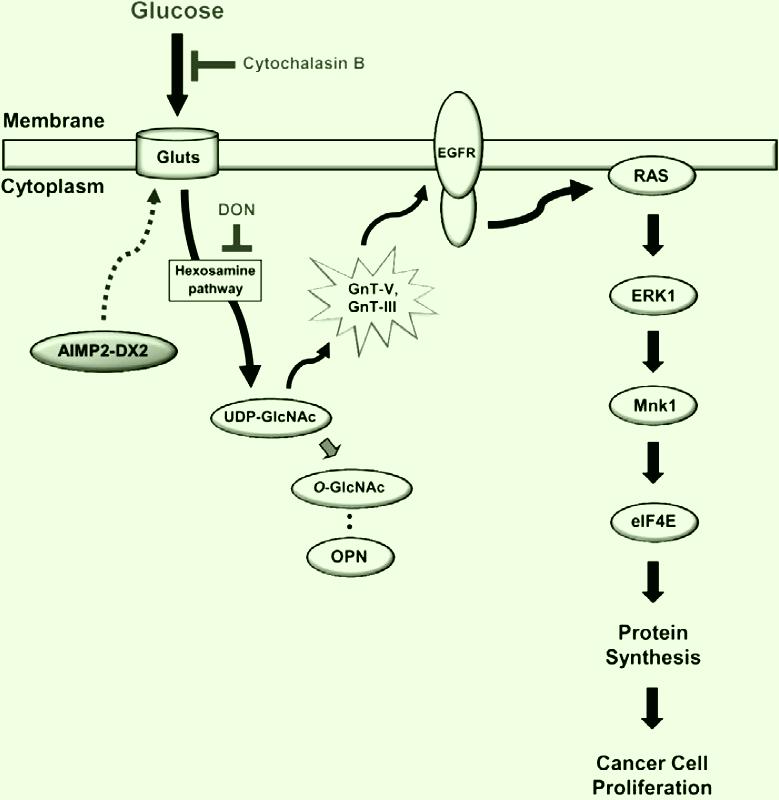 Glucose
Cytochalasin B
Membrane
Gluts
EGFR
Cytoplasm
RAS
DON
Hexosamine
pathway
GnT-V,
GnT-III
ERK1
AIMP2-DX2
UDP-GlcNAc
Mnk1
O-GlcNAc
eIF4E
OPN
Protein
Synthesis
Cancer Cell
Proliferation